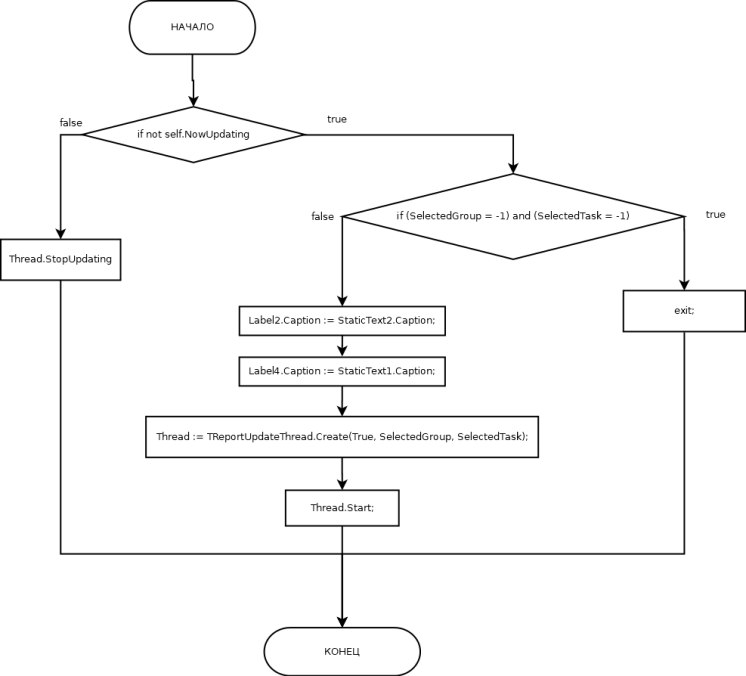 НАЧАЛО
false
true
if not self.NowUpdating
false
if (SelectedGroup = -1) and (SelectedTask = -1)
true
Thread.StopUpdating
Label2.Caption := StaticText2.Caption;
exit;
Label4.Caption := StaticText1.Caption;
Thread := TReportUpdateThread.Create(True, SelectedGroup, SelectedTask);
Thread.Start;
КОНЕЦ